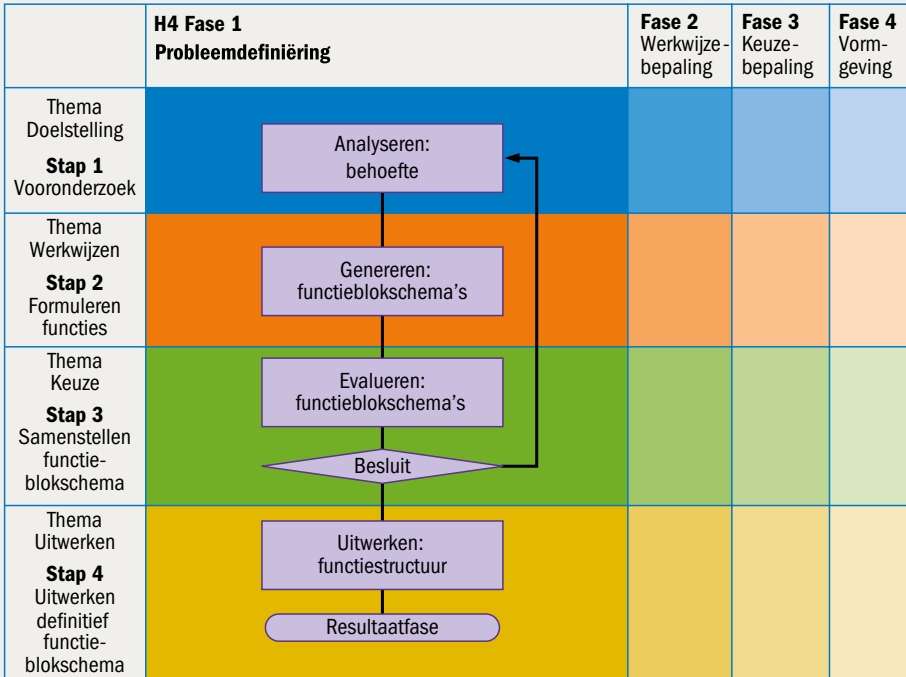 H4 Fase 1
Probleemdefiniëring
Fase 2
Werkwijze-
bepaling
Fase 3
Keuze-
bepaling
Fase 4
Vorm-
geving
Thema
Doelstelling
Stap 1
Vooronderzoek
Analyseren:
behoefte
Thema
Werkwijzen
Stap 2
Formuleren
functies
Genereren:
functieblokschema's
Thema
Keuze
Stap 3
Samenstellen
functie-
blokschema
Evalueren:
functieblokschema's
Besluit
Thema
Uitwerken
Stap 4
Uitwerken
definitief
functie-
blokschema
Uitwerken:
functiestructuur
Resultaatfase